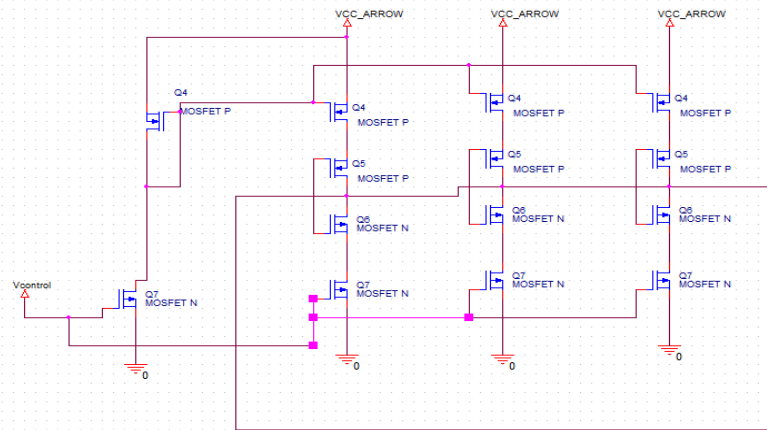 VCC_ARROW
VCC_ARROW
VCC_ARROW
Q4
MOSFET P
Q4
MOSFET P
Q4
MOSFET P
Q4
MOSFET P
Q5
MOSFET P
Q5
MOSFET P
Q5
MOSFET P
Q6
MOSFET N
Q6
MOSFET N
Q6
MOSFET N
Vcontrol
Q7
MOSFET N
Q7
MOSFET N
Q7
MOSFET N
Q7
MOSFET N
0
0
0
0